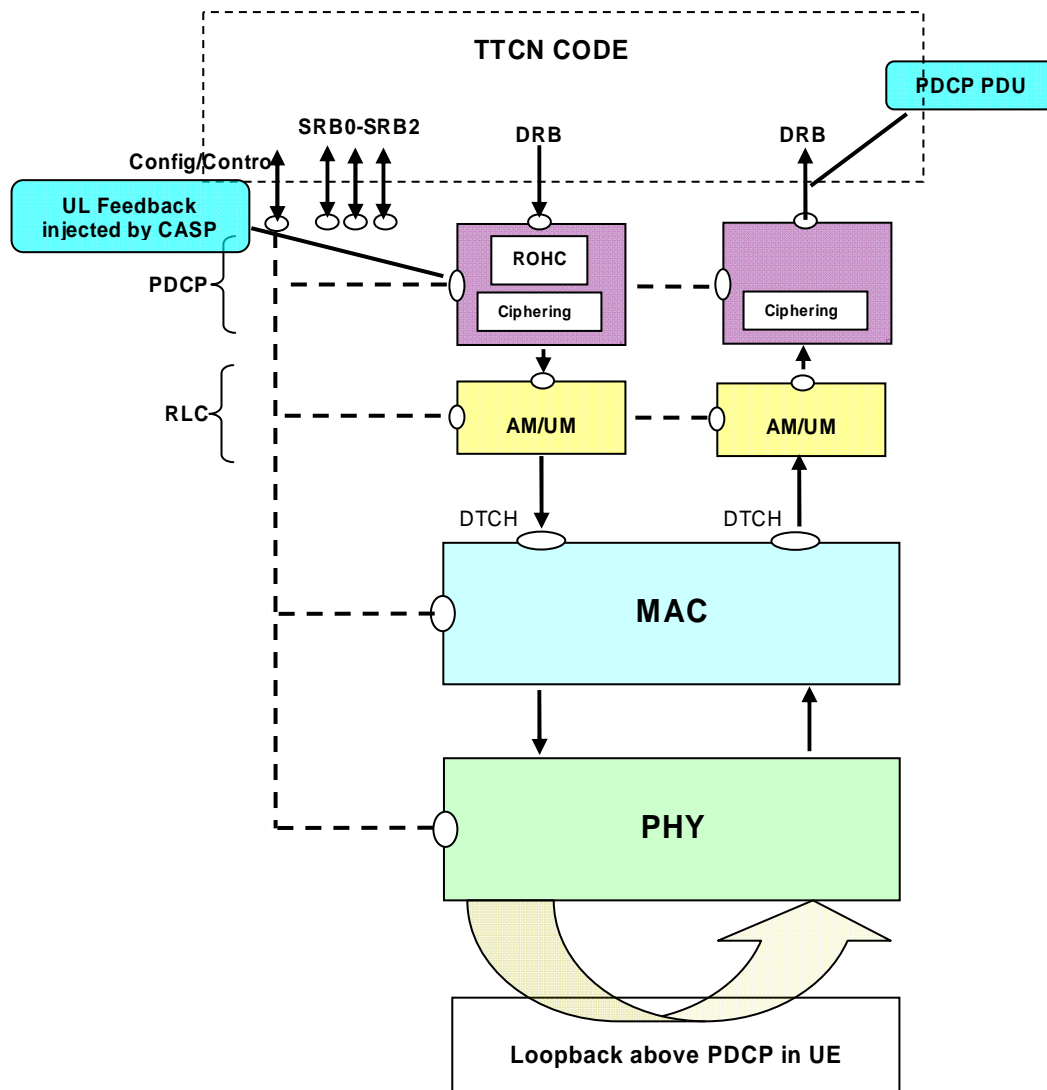 TTCN CODE
PDCP PDU
SRB0-SRB2
DRB
DRB
Config/Contro
UL Feedback
injected by CASP
ROHC
PDCP
Ciphering
Ciphering
RLC
AM/UM
AM/UM
DTCH
DTCH
MAC
PHY
Loopback above PDCP in UE